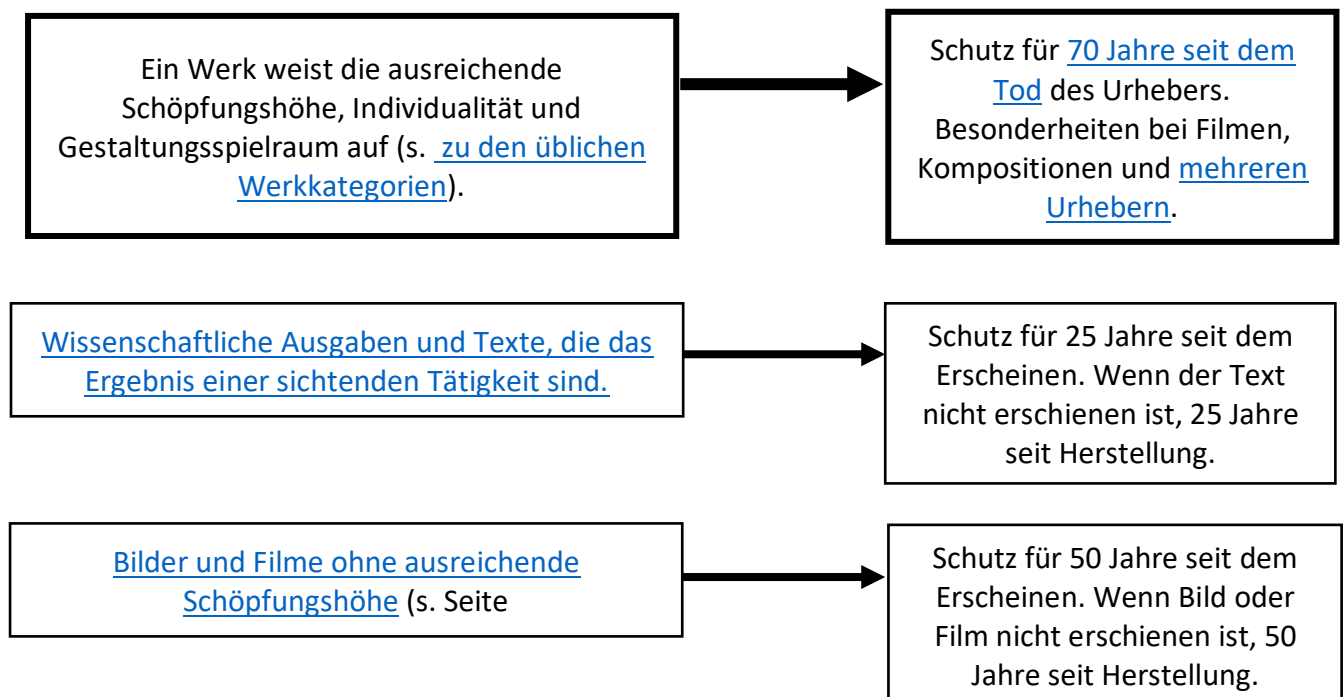 Ein Werk weist die ausreichende
Schöpfungshöhe, Individualität und
Gestaltungsspielraum auf (s. zu den üblichen
Werkkategorien).
Schutz für 70 Jahre seit dem
Tod des Urhebers.
Besonderheiten bei Filmen,
Kompositionen und mehreren
Urhebern.
Wissenschaftliche Ausgaben und Texte, die das
Ergebnis einer sichtenden Tätigkeit sind.
Schutz für 25 Jahre seit dem
Erscheinen. Wenn der Text
nicht erschienen ist, 25 Jahre
seit Herstellung.
Bilder und Filme ohne ausreichende
Schöpfungshöhe (s. Seite
Schutz für 50 Jahre seit dem
Erscheinen. Wenn Bild oder
Film nicht erschienen ist, 50
Jahre seit Herstellung.